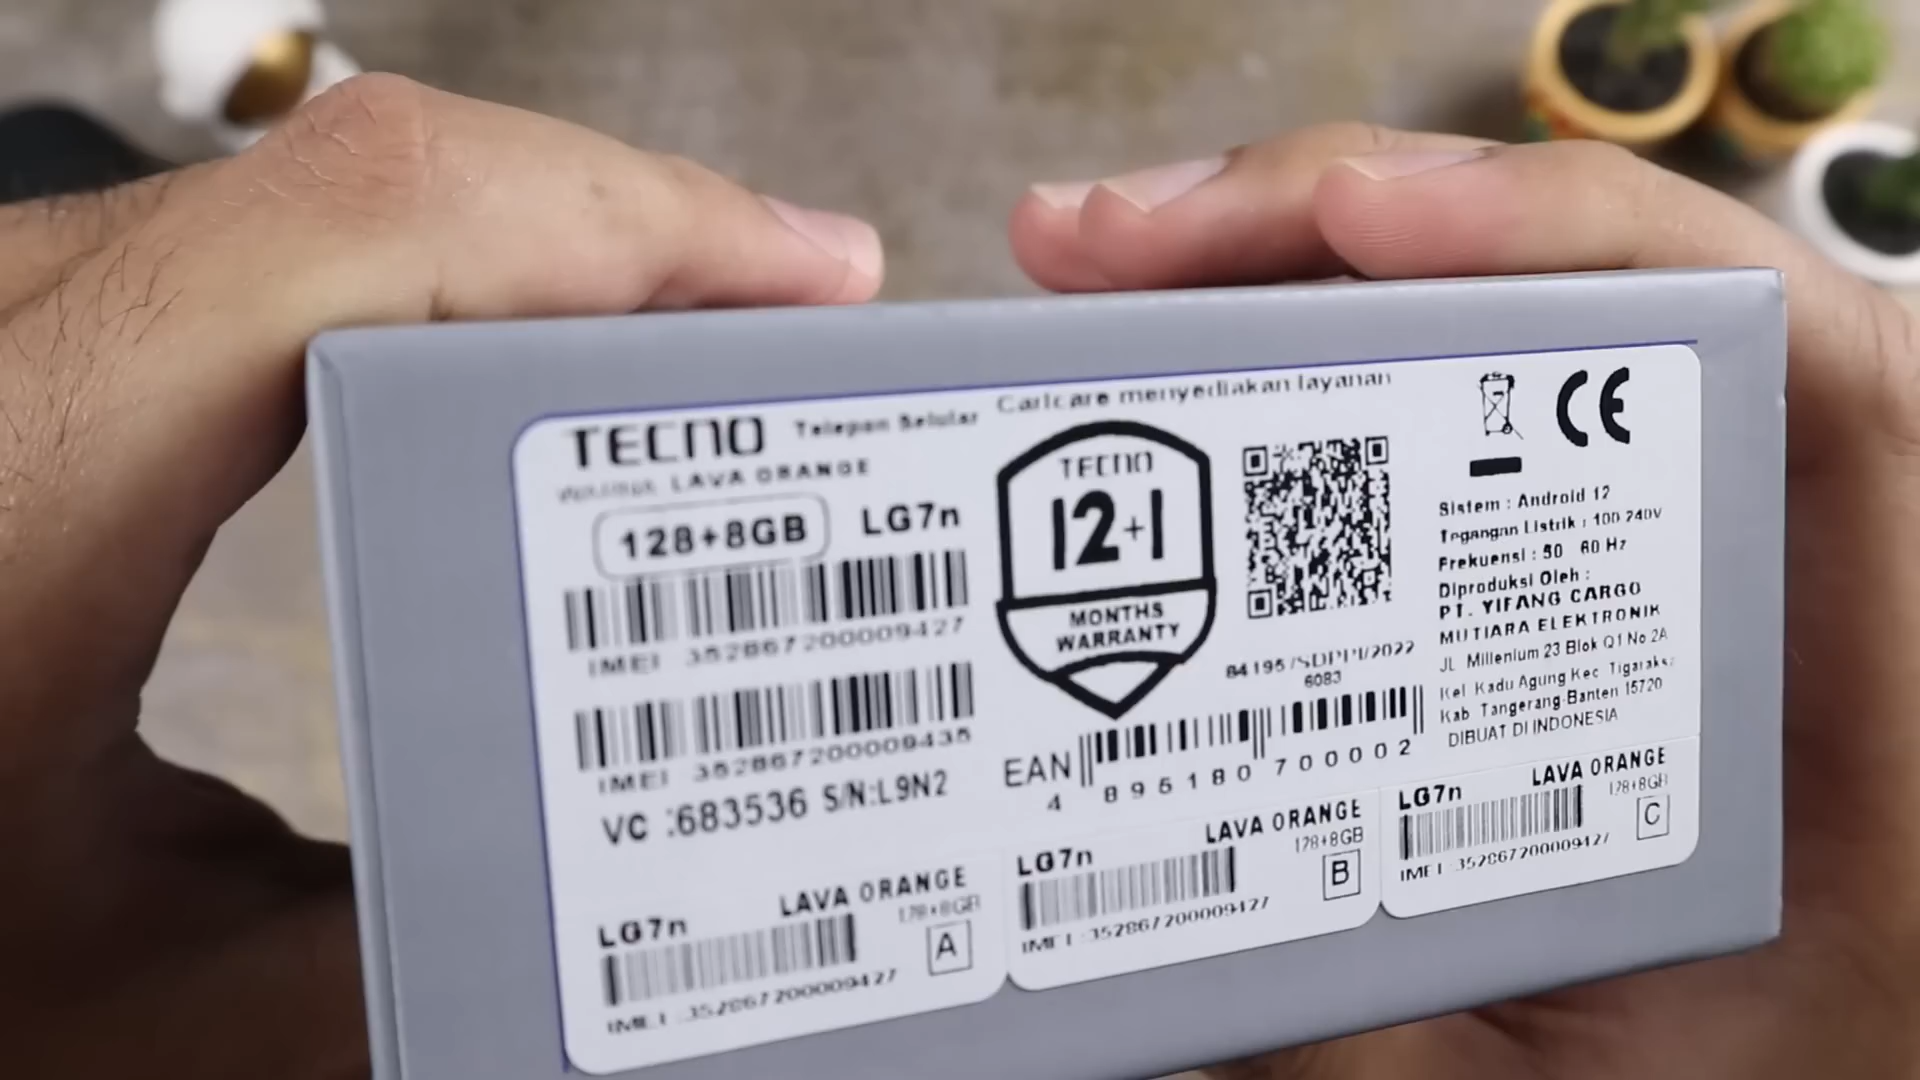 TECNO Telepon Selular Carlcare menyediakan layanan
LAVA ORANGE
128+8GB LG7n
IMEI 352867200009427
IMEI 352867200009435
VC :683536 S/N:L9N2
TECNO
12+1
MONTHS
WARRANTY
84195/SDPPI/2022
6083
EAN
4 895180 700002
CE
Sistem : Android 12
Tegangan Listrik : 100-240V
Frekuensi : 50 60 Hz
Diproduksi Oleh :
PT. YIFANG CARGO
MUTIARA ELEKTRONIK
JL Millenium 23 Blok Q1 No 2A
Kel Kadu Agung Kec Tigaraksa
Kab Tangerang-Banten 15720
DIBUAT DI INDONESIA
LG7n LAVA ORANGE
128+8GB
A
IMEI :352867200009427
LG7n LAVA ORANGE
128+8GB
B
IMEI :352867200009427
LG7n LAVA ORANGE
128+8GB
C
IMEI :352867200009427